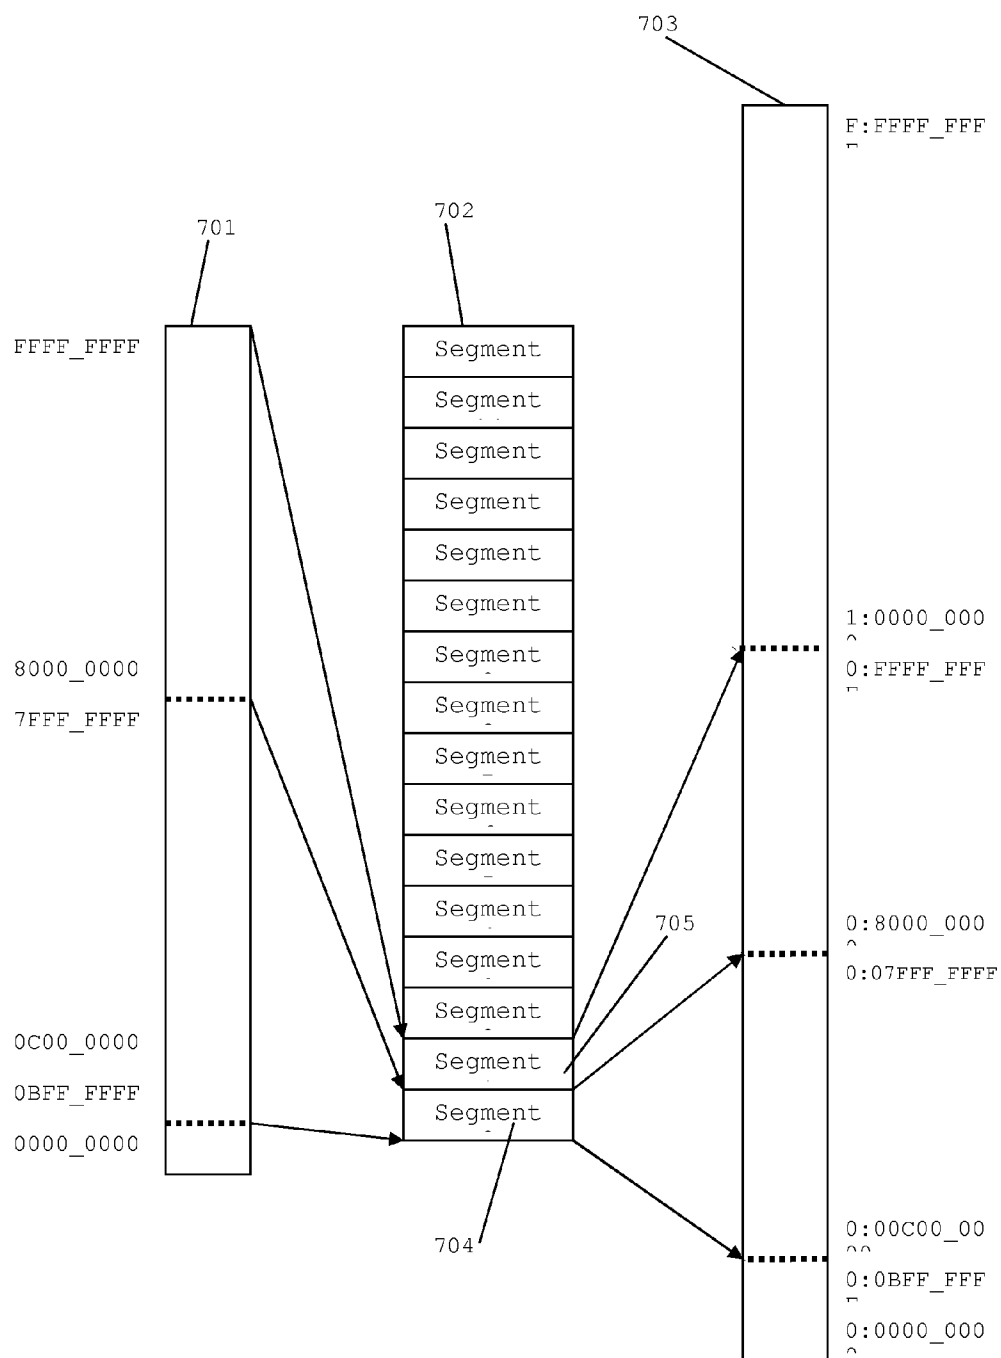 703
F:FFFF_FFF
701
702
FFFF_FFFF
Segment
Segment
Segment
Segment
Segment
Segment
1:0000_000
8000_0000
Segment
0:FFFF_FFF
7FFF_FFFF
Segment
Segment
Segment
Segment
Segment
705
0:8000_000
Segment
0:07FFF_FFFF
Segment
0C00_0000
Segment
0BFF_FFFF
Segment
0000_0000
704
0:00C00_00
0:0BFF_FFF
0:0000_000